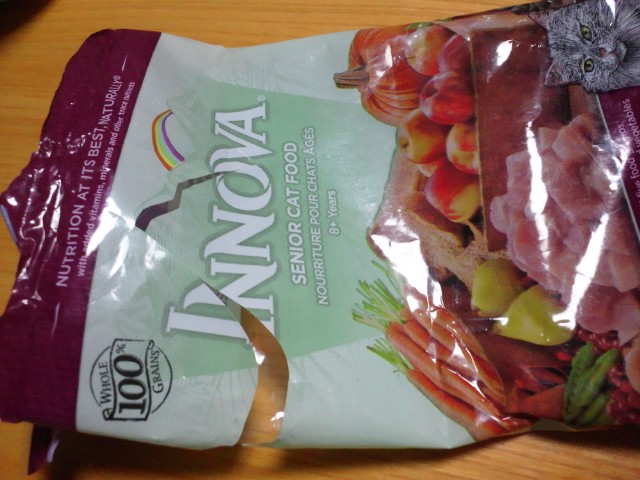 NUTRITION AT ITS BEST, NATURALLY®
with added vitamins, minerals and other trace nutrients
INNOVA®
SENIOR CAT FOOD
NOURRITURE POUR CHATS ÂGÉS
8+ Years
WHOLE
100%
GRAINS